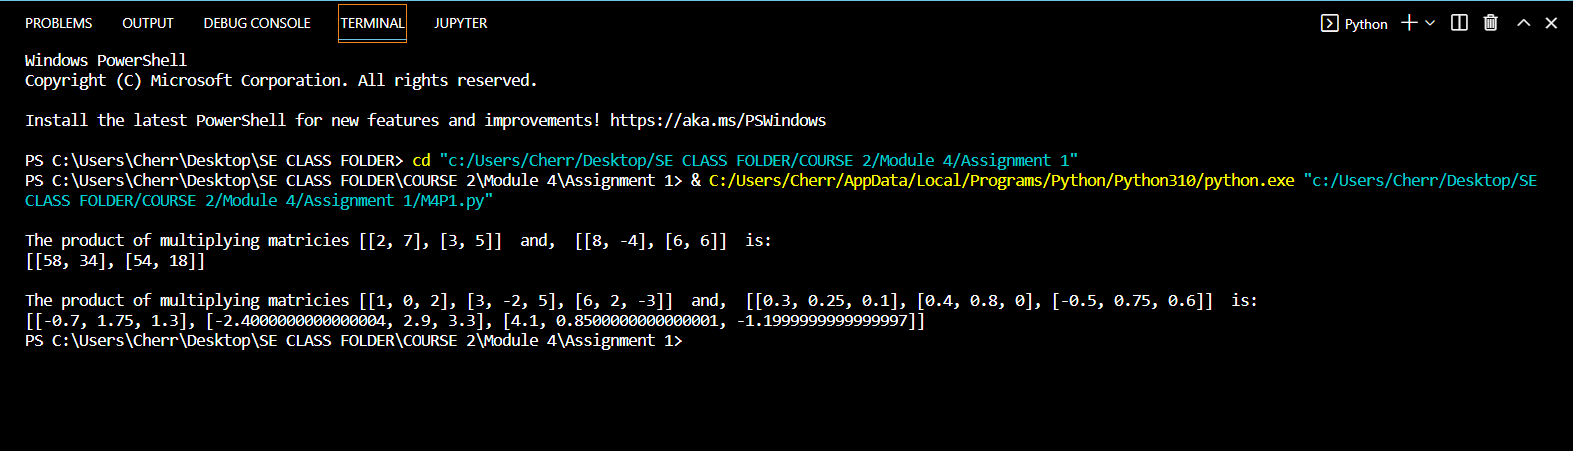 PROBLEMS OUTPUT DEBUG CONSOLE TERMINAL JUPYTER Python
Windows PowerShell
Copyright (C) Microsoft Corporation. All rights reserved.
Install the latest PowerShell for new features and improvements! https://aka.ms/PSWindows
PS C:\Users\Cherr\Desktop\SE CLASS FOLDER> cd "c:/Users/Cherr/Desktop/SE CLASS FOLDER/COURSE 2/Module 4/Assignment 1"
PS C:\Users\Cherr\Desktop\SE CLASS FOLDER\COURSE 2\Module 4\Assignment 1> & C:/Users/Cherr/AppData/Local/Programs/Python/Python310/python.exe "c:/Users/Cherr/Desktop/SE
CLASS FOLDER/COURSE 2/Module 4/Assignment 1/M4P1.py"
The product of multiplying matricies [[2, 7], [3, 5]]  and,  [[8, -4], [6, 6]]  is:
[[58, 34], [54, 18]]
The product of multiplying matricies [[1, 0, 2], [3, -2, 5], [6, 2, -3]]  and,  [[0.3, 0.25, 0.1], [0.4, 0.8, 0], [-0.5, 0.75, 0.6]]  is:
[[-0.7, 1.75, 1.3], [-2.4000000000000004, 2.9, 3.3], [4.1, 0.8500000000000001, -1.1999999999999997]]
PS C:\Users\Cherr\Desktop\SE CLASS FOLDER\COURSE 2\Module 4\Assignment 1>